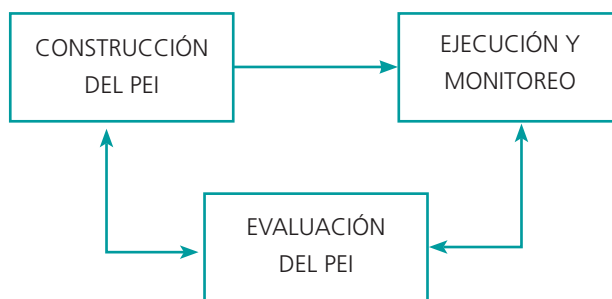 CONSTRUCCIÓN
DEL PEI
EJECUCIÓN Y
MONITOREO
EVALUACIÓN
DEL PEI